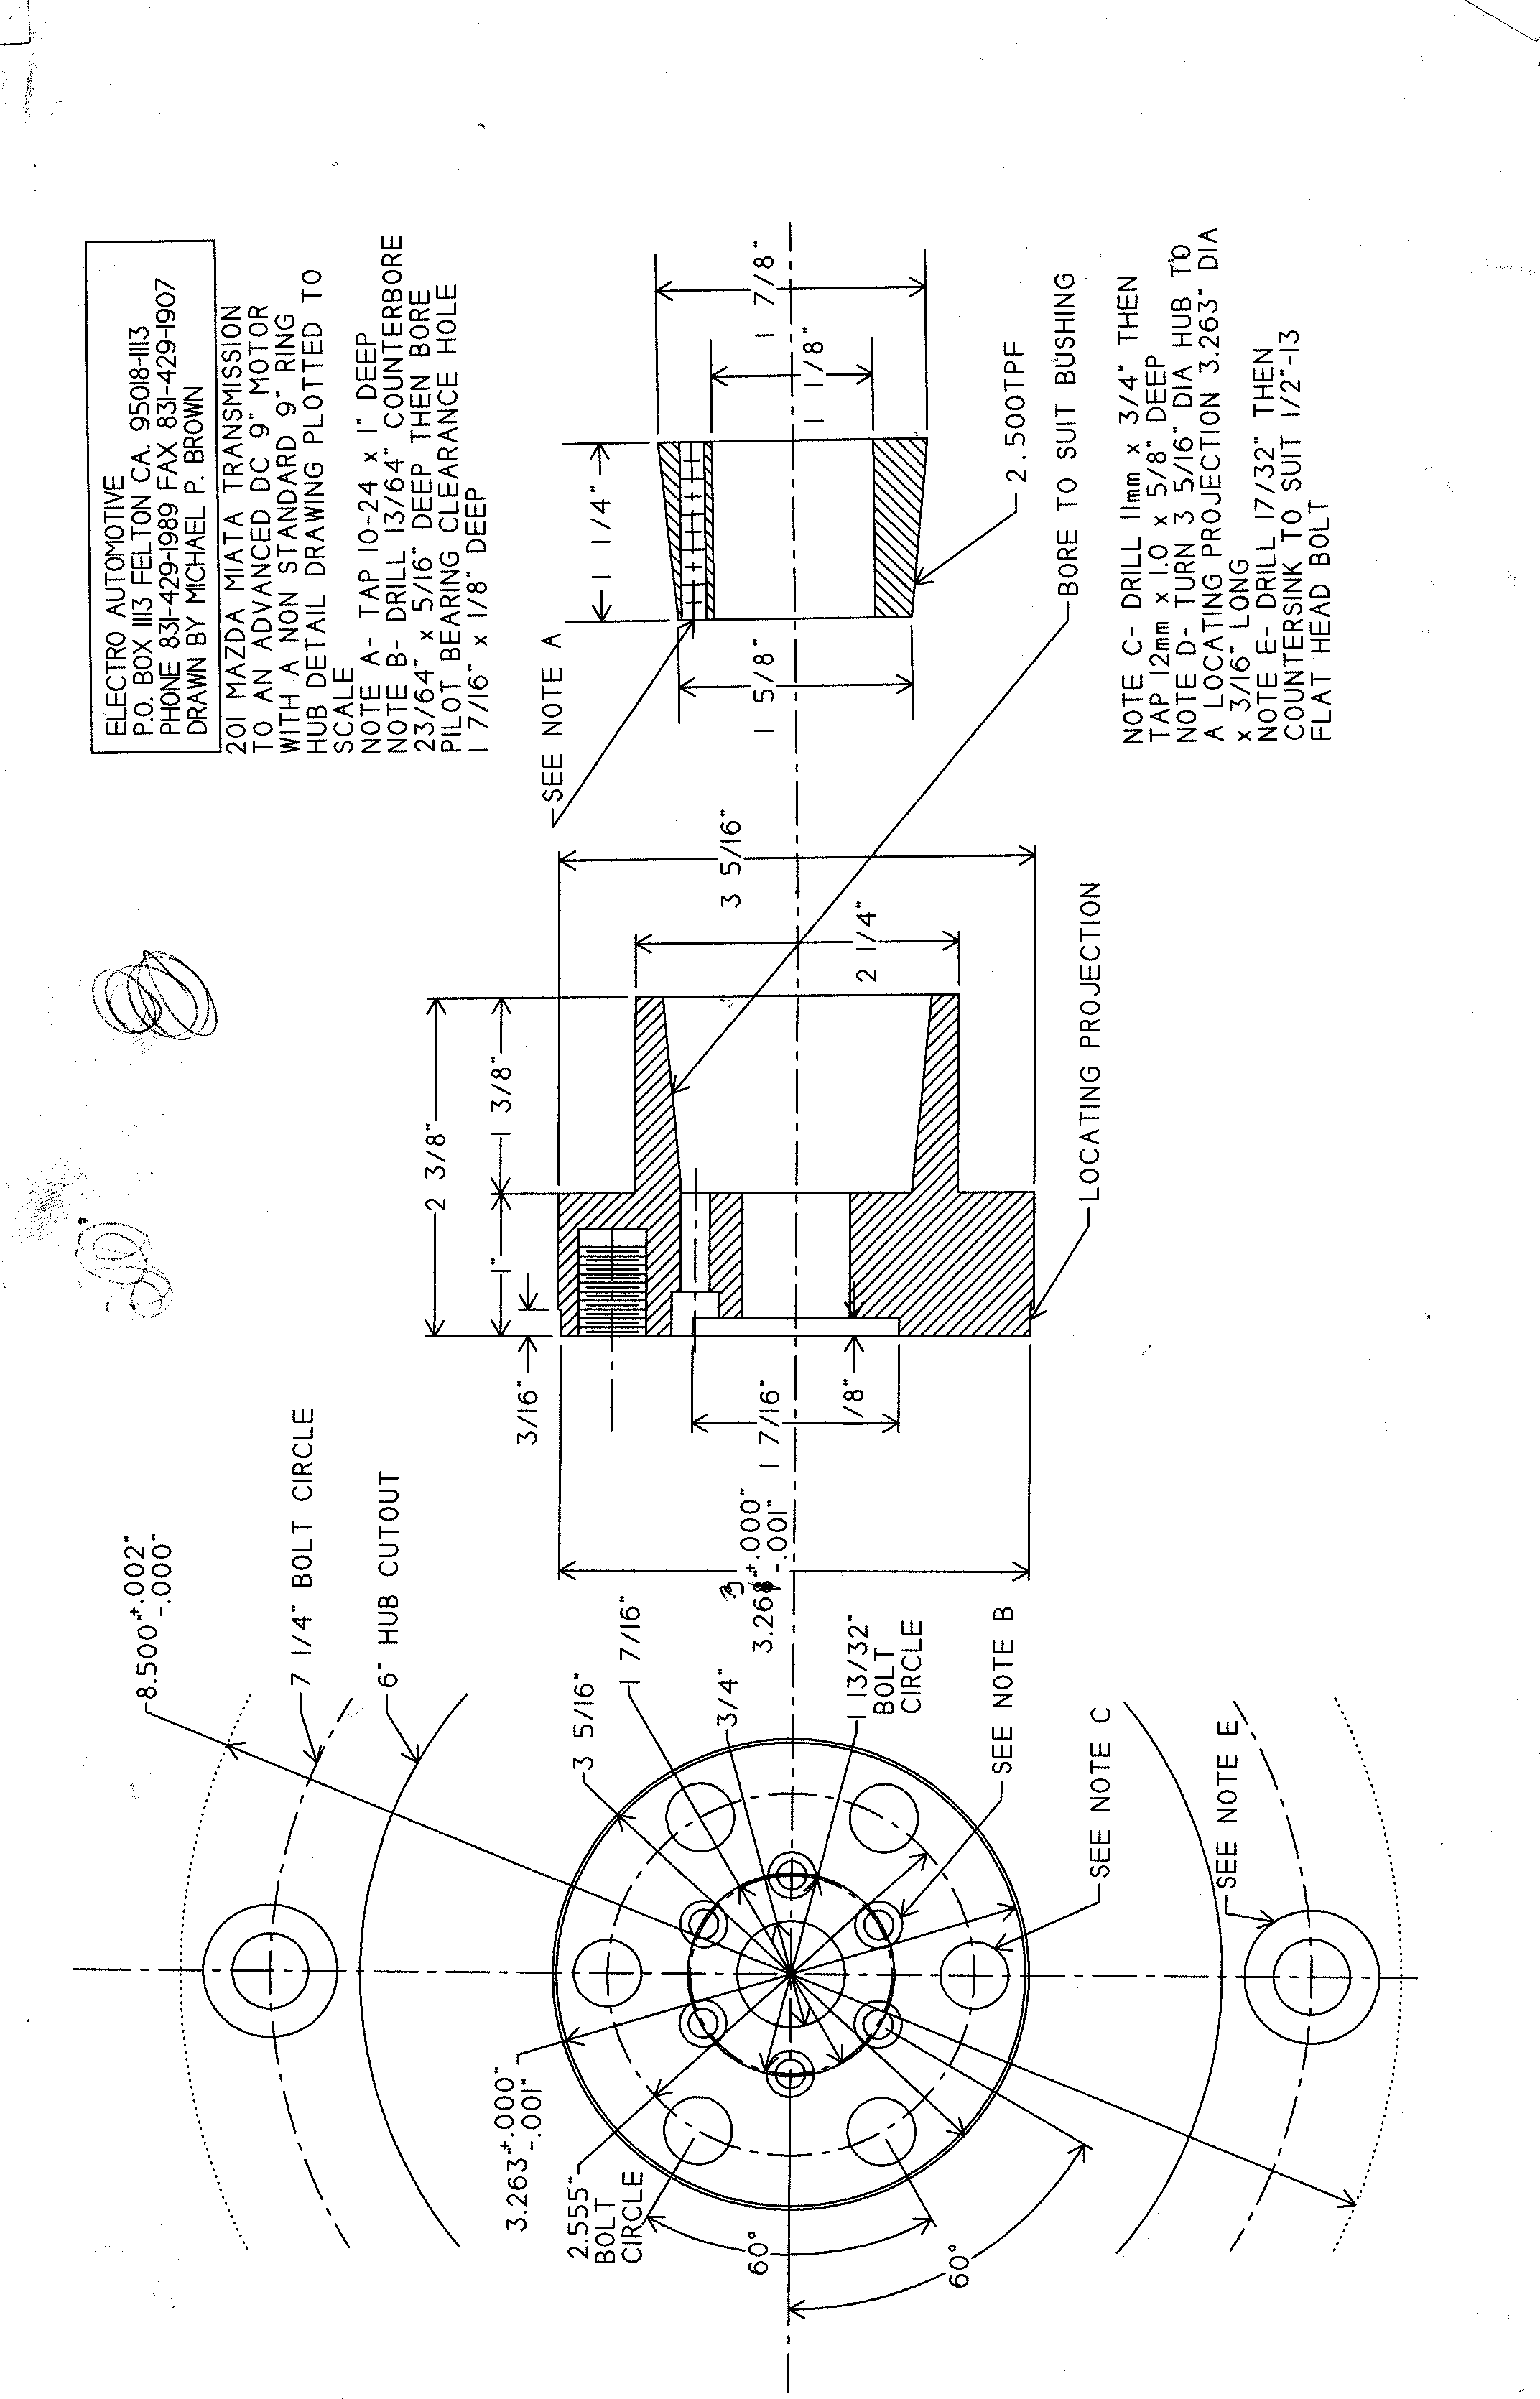 ELECTRO AUTOMOTIVE
P.O. BOX 1113 FELTON CA. 95018-1113
PHONE 831-429-1989 FAX 831-429-1907
DRAWN BY MICHAEL P. BROWN
201 MAZDA MIATA TRANSMISSION
TO AN ADVANCED DC 9" MOTOR
WITH A NON STANDARD 9" RING
HUB DETAIL DRAWING PLOTTED TO
SCALE
NOTE A- TAP 10-24 x 1" DEEP
NOTE B- DRILL 13/64" COUNTERBORE
23/64" x 5/16" DEEP THEN BORE
PILOT BEARING CLEARANCE HOLE
1 7/16" x 1/8" DEEP
8.500"+.002"
-.000"
7 1/4" BOLT CIRCLE
6" HUB CUTOUT
3.263"+.000"
-.001"
2.555"
BOLT
CIRCLE
60°
60°
3 5/16"
1 7/16"
3/4"
1 13/32"
BOLT
CIRCLE
SEE NOTE B
SEE NOTE C
SEE NOTE E
3
3.268+.000"
-.001"
3/16"
1 7/16"
1/8"
2 3/8"
1"
1 3/8"
3 5/16"
2 1/4"
LOCATING PROJECTION
SEE NOTE A
1 1/4"
1 5/8"
1 1/8"
1 7/8"
2.500TPF
BORE TO SUIT BUSHING
NOTE C- DRILL 11mm x 3/4" THEN
TAP 12mm x 1.0 x 5/8" DEEP
NOTE D- TURN 3 5/16" DIA HUB TO
A LOCATING PROJECTION 3.263" DIA
x 3/16" LONG
NOTE E- DRILL 17/32" THEN
COUNTERSINK TO SUIT 1/2"-13
FLAT HEAD BOLT